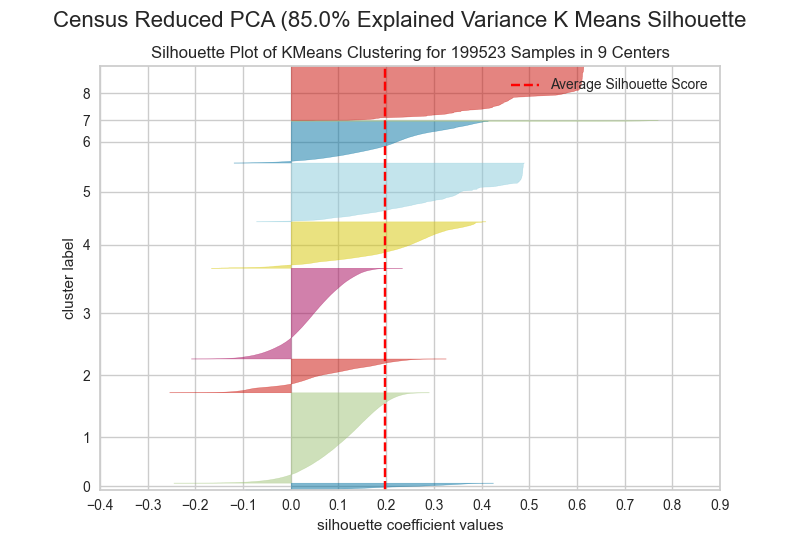 Census Reduced PCA (85.0% Explained Variance K Means Silhouette
Silhouette Plot of KMeans Clustering for 199523 Samples in 9 Centers
Average Silhouette Score
cluster label
8
7
6
5
4
3
2
1
0
−0.4 −0.3 −0.2 −0.1 0.0 0.1 0.2 0.3 0.4 0.5 0.6 0.7 0.8 0.9
silhouette coefficient values